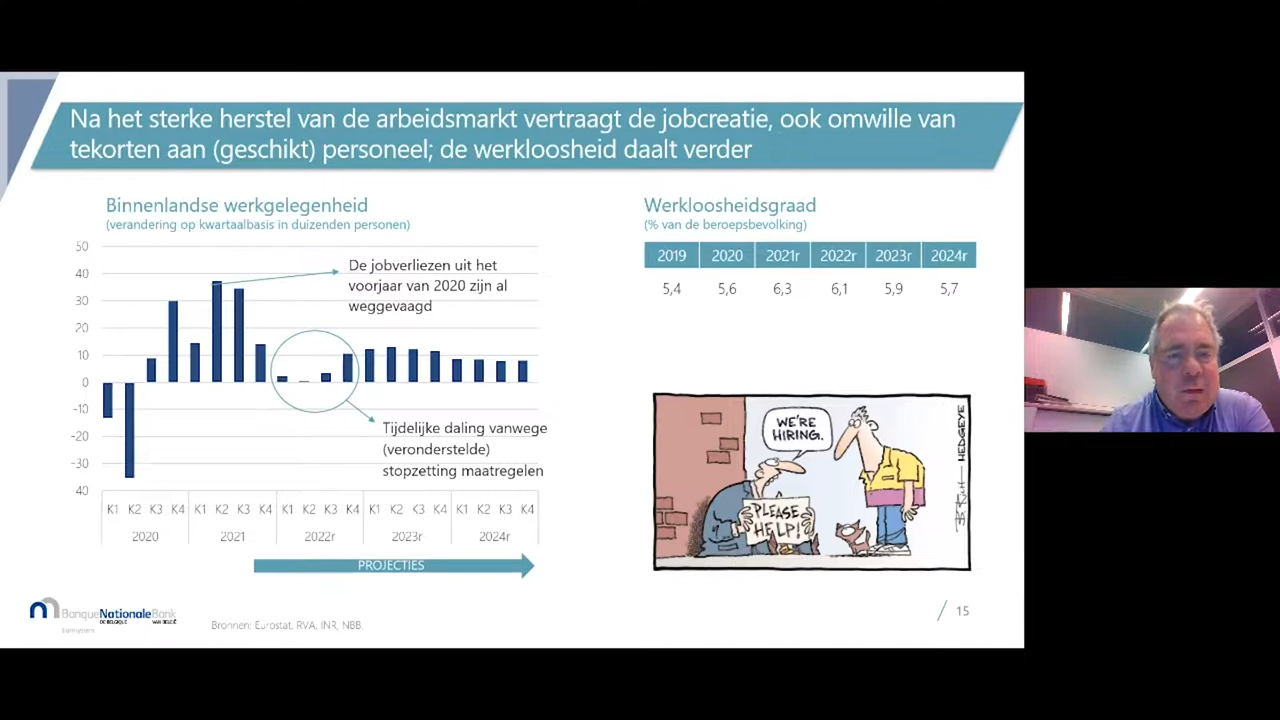 Na het sterke herstel van de arbeidsmarkt vertraagt de jobcreatie, ook omwille van
tekorten aan (geschikt) personeel; de werkloosheid daalt verder
Binnenlandse werkgelegenheid
(verandering op kwartaalbasis in duizenden personen)
50
40
30
20
10
0
-10
-20
-30
40
De jobverliezen uit het
voorjaar van 2020 zijn al
weggevaagd
Tijdelijke daling vanwege
(veronderstelde)
stopzetting maatregelen
K1 K2 K3 K4 K1 K2 K3 K4 K1 K2 K3 K4 K1 K2 K3 K4 K1 K2 K3 K4
2020 2021 2022r 2023r 2024r
PROJECTIES
Werkloosheidsgraad
(% van de beroepsbevolking)
2019 2020 2021r 2022r 2023r 2024r
5,4 5,6 6,3 6,1 5,9 5,7
WE'RE
HIRING.
PLEASE
HELP!
HEDGEYE
BanqueNationaleBank
DE BELGIQUE VAN BELGIË
Eurosysteem
Bronnen: Eurostat, RVA, INR, NBB.
15